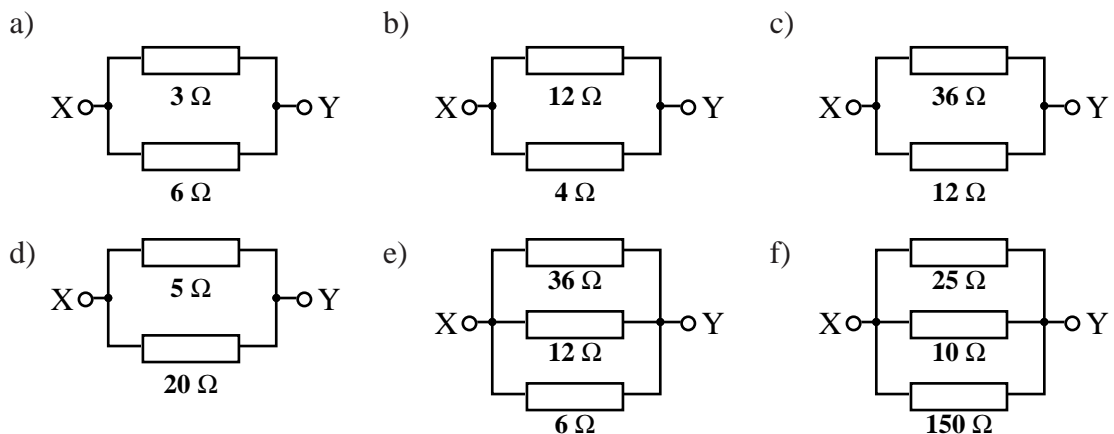 a) b) c)
3 Ω 12 Ω 36 Ω
X Y X Y X Y
6 Ω 4 Ω 12 Ω
d) e) f)
5 Ω 36 Ω 25 Ω
X Y X Y X Y
12 Ω 10 Ω
20 Ω 6 Ω 150 Ω